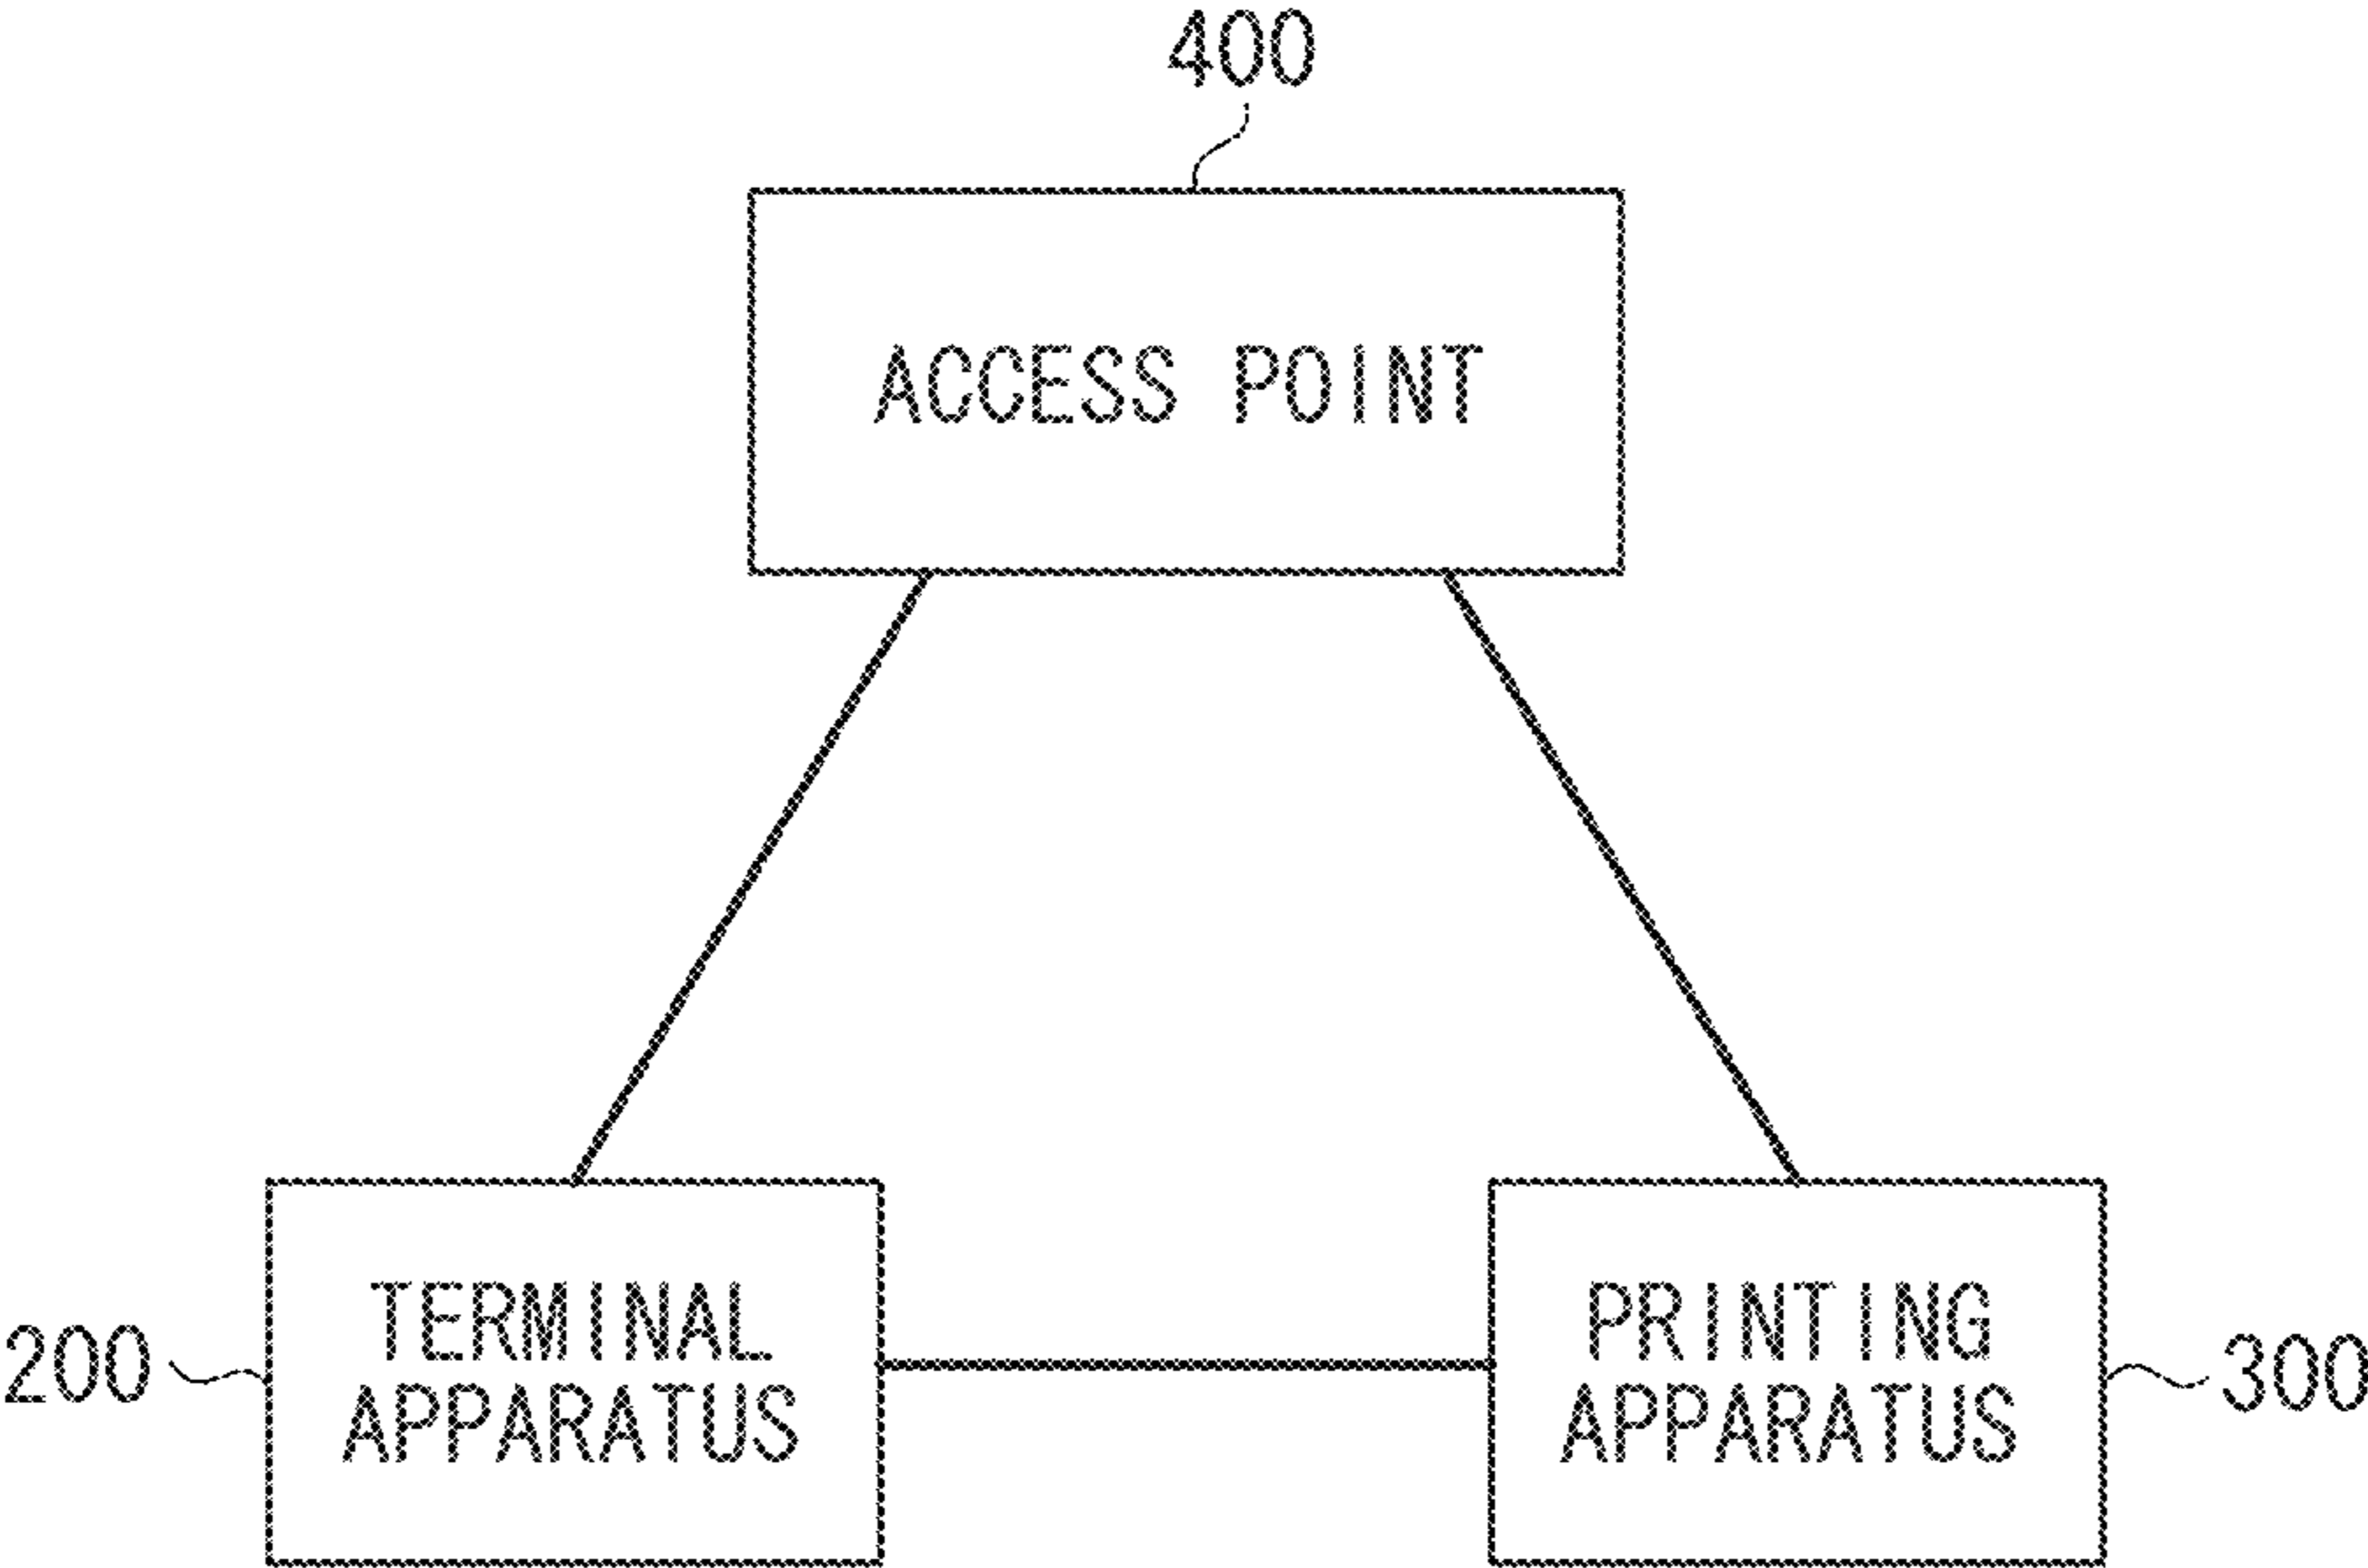 400
ACCESS POINT
TERMINAL
APPARATUS
200
PRINTING
APPARATUS
300